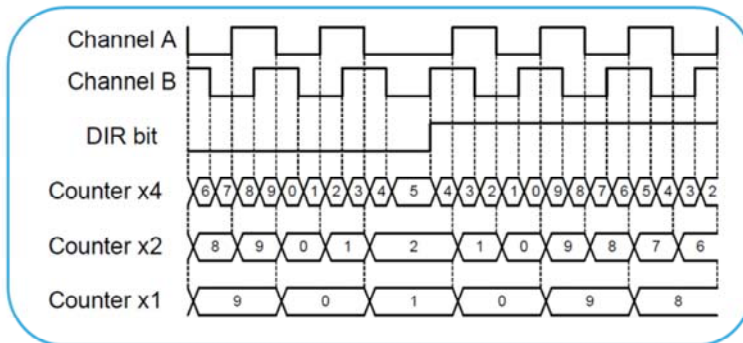 Channel A
Channel B
DIR bit
Counter x4 6 7 8 9 0 1 2 3 4 5 4 3 2 1 0 9 8 7 6 5 4 3 2
Counter x2 8 9 0 1 2 1 0 9 8 7 6
Counter x1 9 0 1 0 9 8